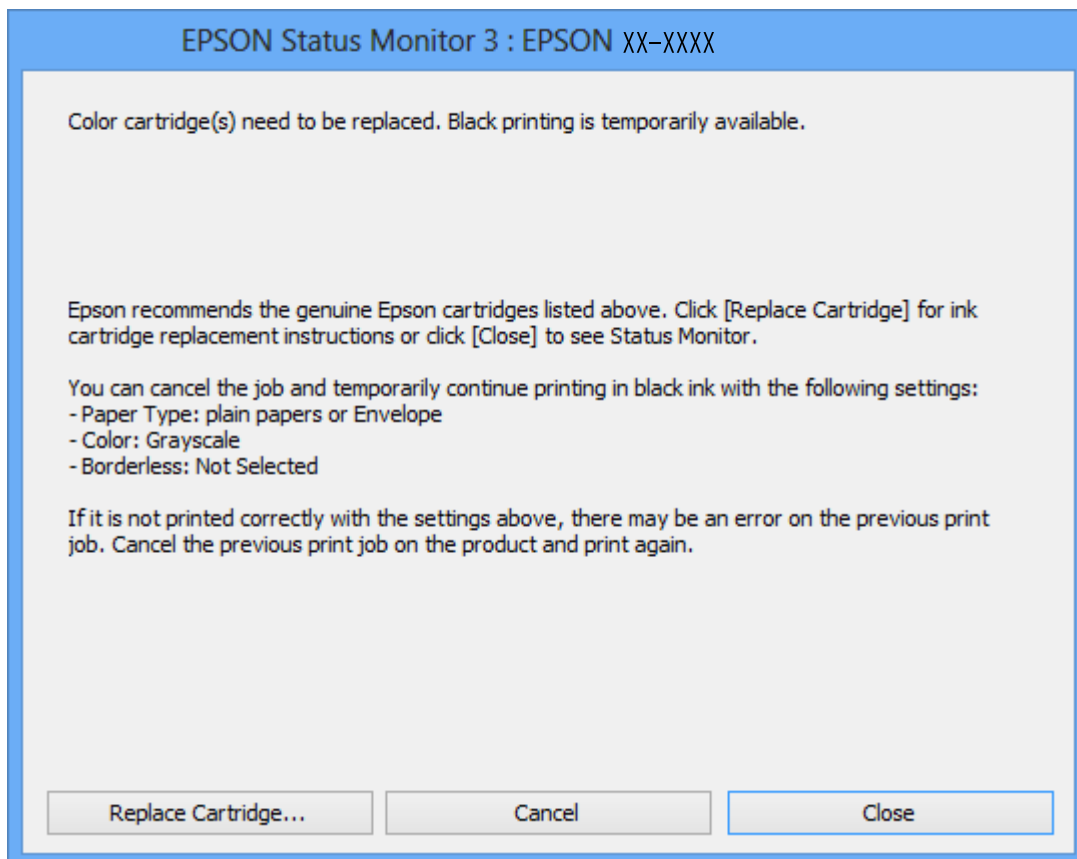 EPSON Status Monitor 3 : EPSON XX-XXXX
Color cartridge(s) need to be replaced. Black printing is temporarily available.
Epson recommends the genuine Epson cartridges listed above. Click [Replace Cartridge] for ink
cartridge replacement instructions or click [Close] to see Status Monitor.
You can cancel the job and temporarily continue printing in black ink with the following settings:
- Paper Type: plain papers or Envelope
- Color: Grayscale
- Borderless: Not Selected
If it is not printed correctly with the settings above, there may be an error on the previous print
job. Cancel the previous print job on the product and print again.
Replace Cartridge...
Cancel
Close